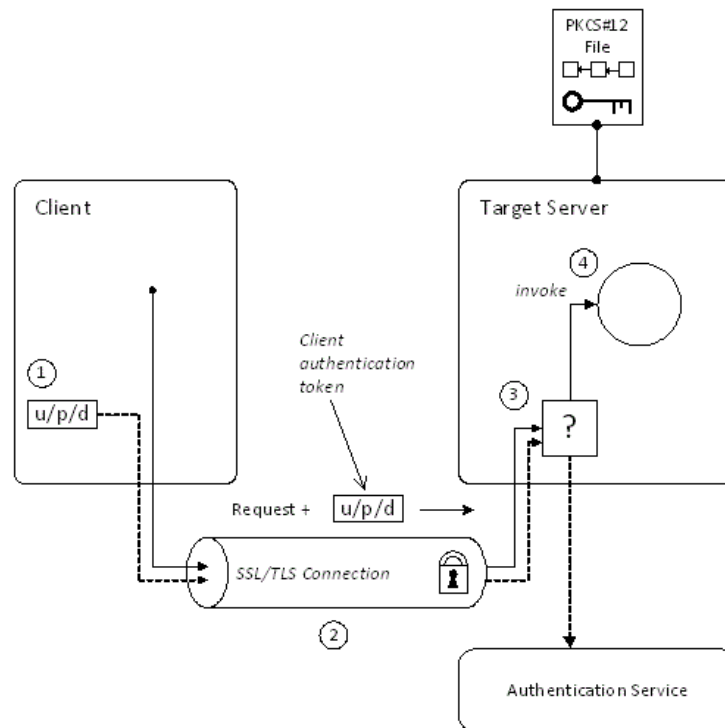 PKCS#12
File
Client
Target Server
4
invoke
Client
authentication
token
1
u/p/d
3
?
Request +
u/p/d
SSL/TLS Connection
2
Authentication Service